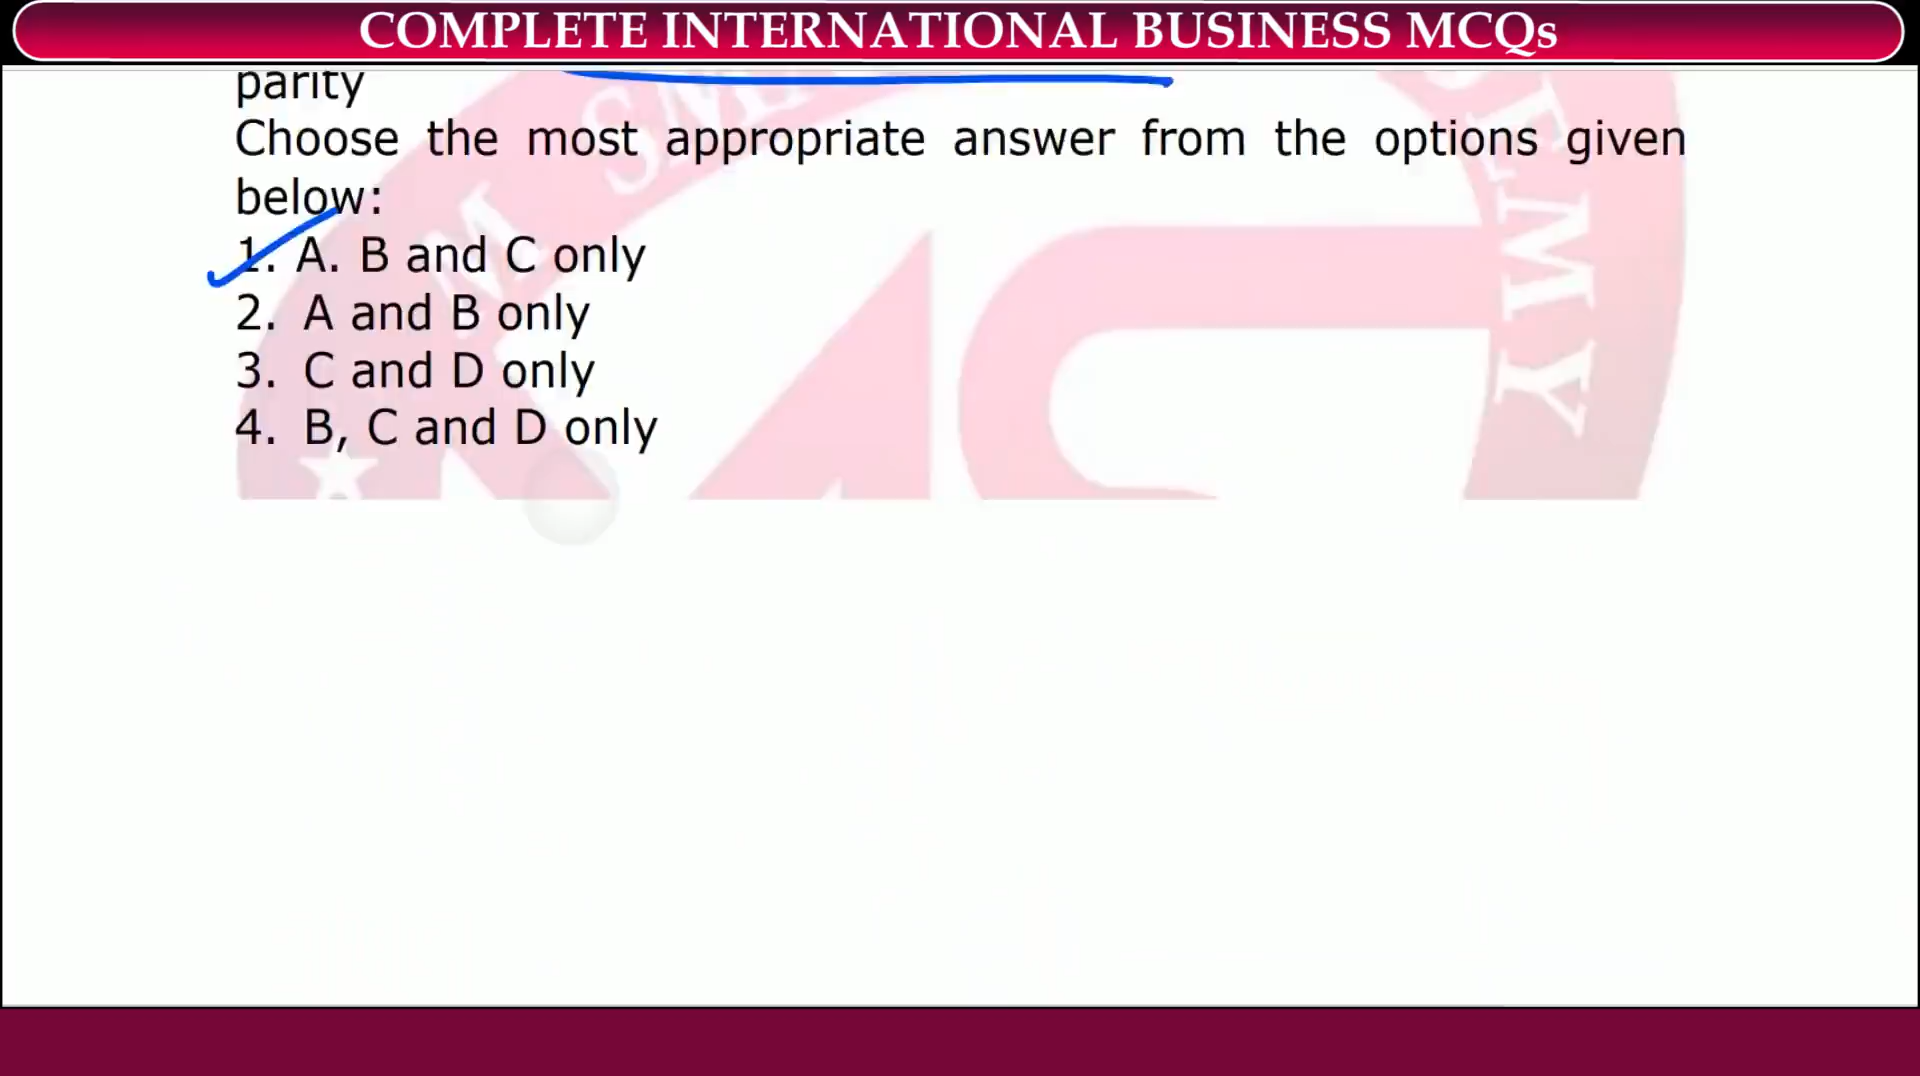 COMPLETE INTERNATIONAL BUSINESS MCQs
parity
Choose the most appropriate answer from the options given
below:
1. A. B and C only
2. A and B only
3. C and D only
4. B, C and D only